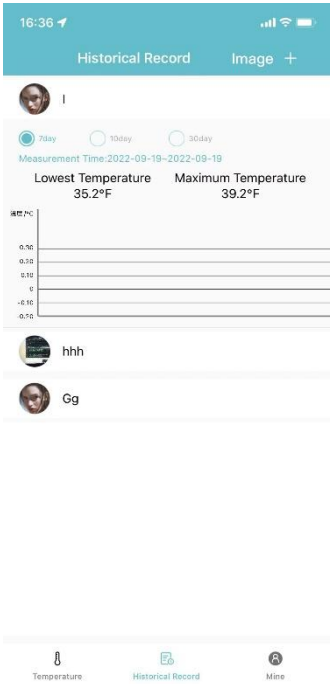 16:36
Historical Record Image +
I
7day 10day 30day
Measurement Time:2022-09-19~2022-09-19
Lowest Temperature Maximum Temperature
35.2°F 39.2°F
温度/°C
0.30
0.20
0.10
0
-0.10
-0.20
hhh
Gg
Temperature Historical Record Mine